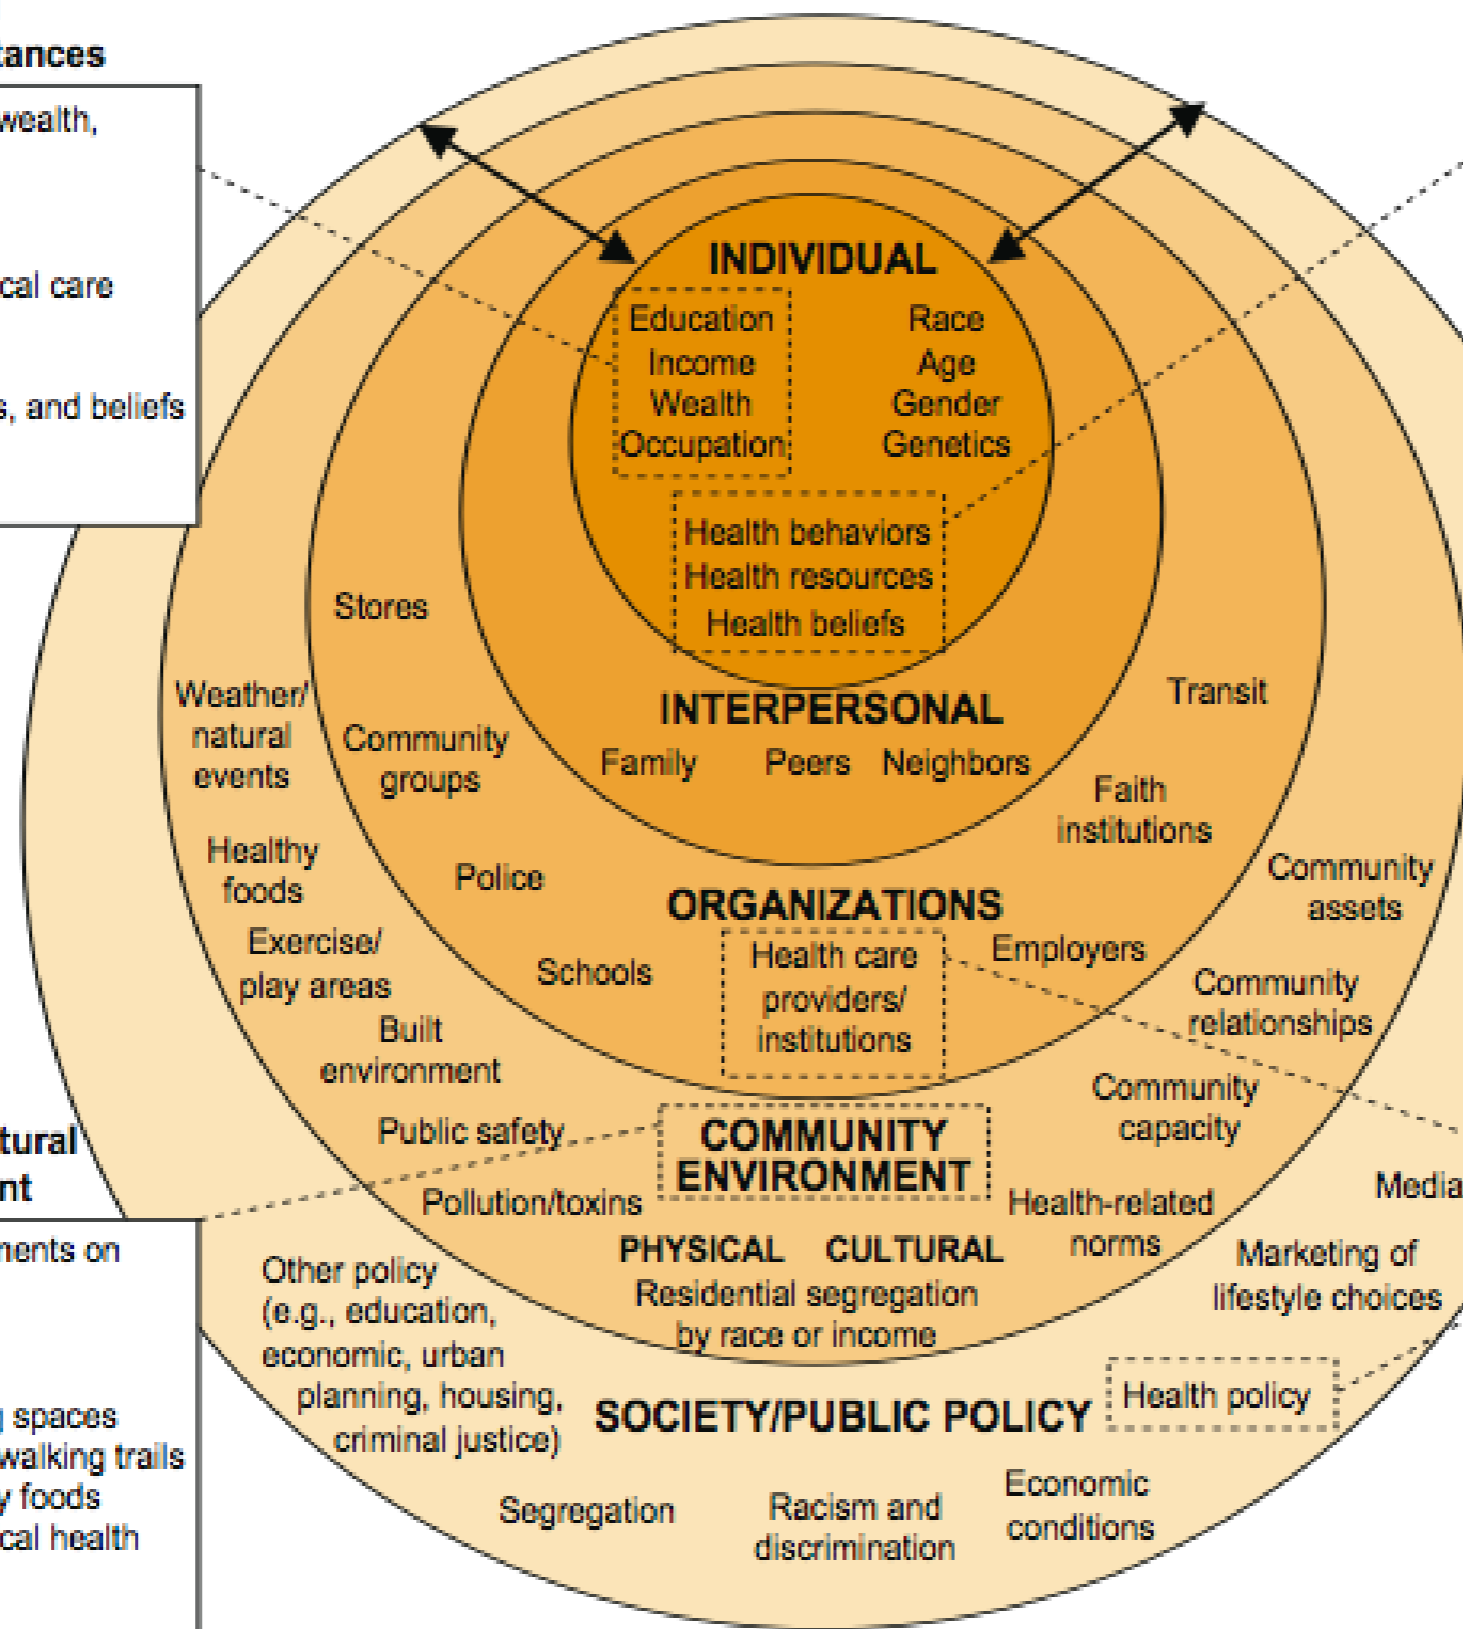 tances
wealth,
cal care
s, and beliefs
INDIVIDUAL
Education
Income
Wealth
Occupation
Race
Age
Gender
Genetics
Health behaviors
Health resources
Health beliefs
INTERPERSONAL
Family Peers Neighbors
Stores
Community
groups
Police
Schools
ORGANIZATIONS
Health care
providers/
institutions
Employers
Faith
institutions
Transit
Weather/
natural
events
Healthy
foods
Exercise/
play areas
Built
environment
Public safety
Pollution/toxins
COMMUNITY
ENVIRONMENT
PHYSICAL CULTURAL
Residential segregation
by race or income
Community
assets
Community
relationships
Community
capacity
Health-related
norms
tural
nt
ments on
g spaces
walking trails
y foods
cal health
Other policy
(e.g., education,
economic, urban
planning, housing,
criminal justice)
SOCIETY/PUBLIC POLICY
Health policy
Media
Marketing of
lifestyle choices
Segregation
Racism and
discrimination
Economic
conditions